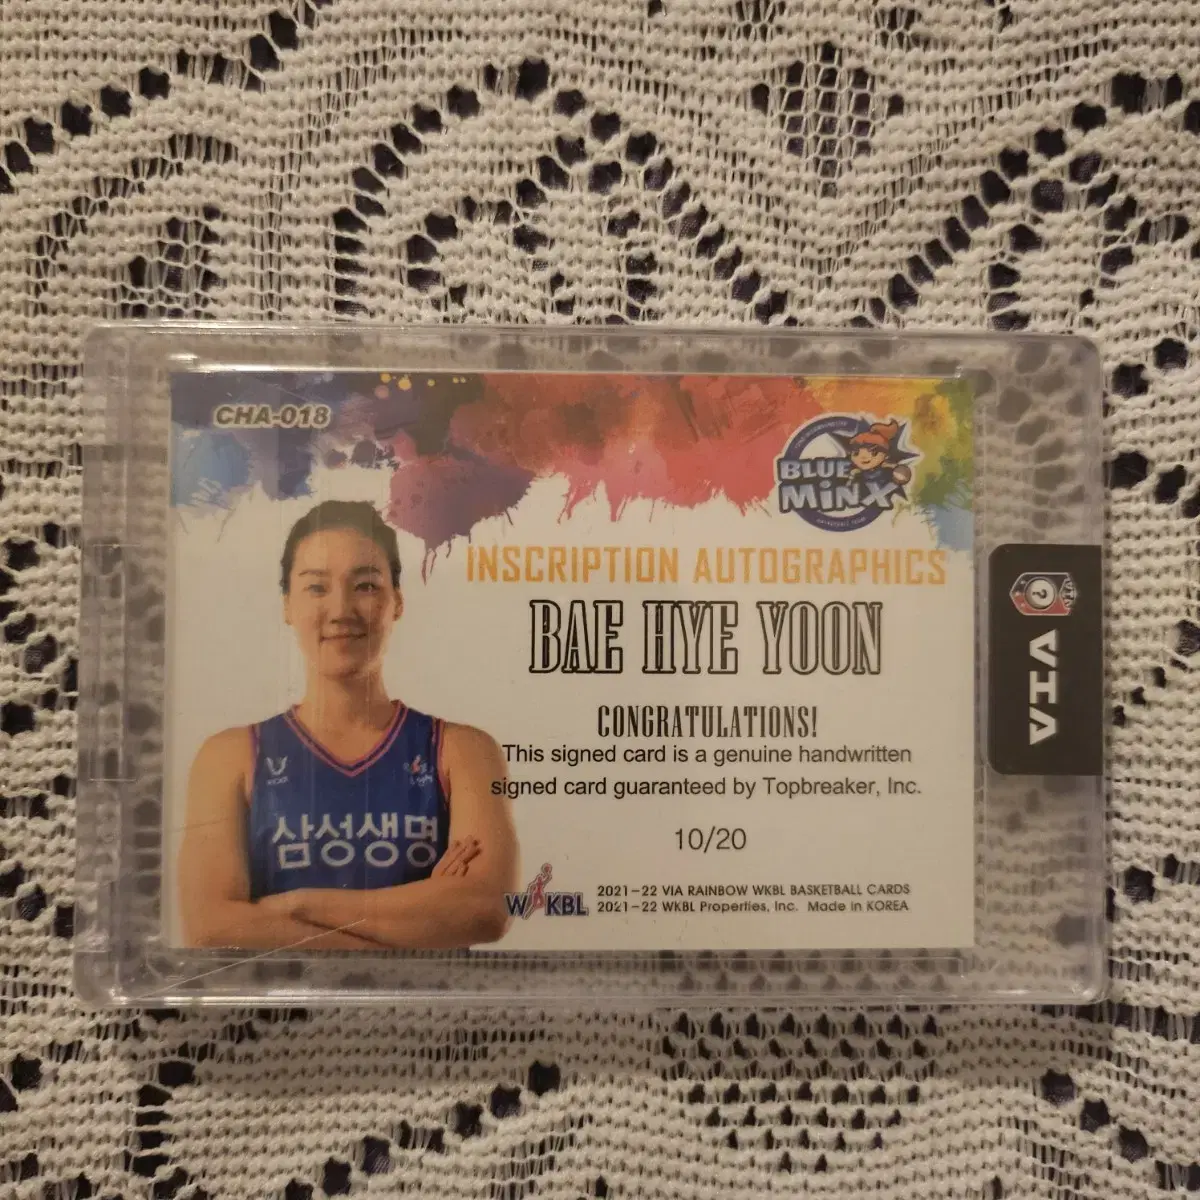 CHA-018
BLUE
MiNX
INSCRIPTION AUTOGRAPHICS
BAE HYE YOON
CONGRATULATIONS!
This signed card is a genuine handwritten
signed card guaranteed by Topbreaker, Inc.
10/20
삼성생명
WKBL
2021-22 VIA RAINBOW WKBL BASKETBALL CARDS
2021-22 WKBL Properties, Inc. Made in KOREA
VIA